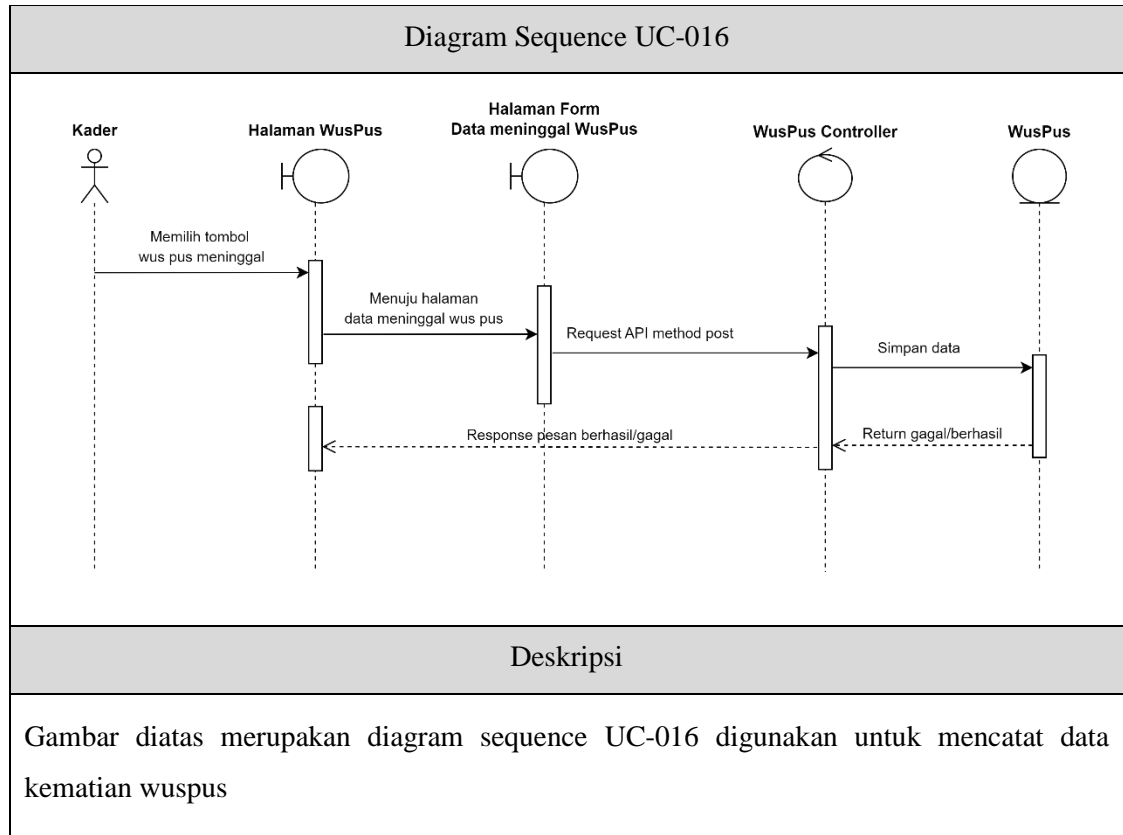 Diagram Sequence UC-016
Kader
Halaman WusPus
Halaman Form
Data meninggal WusPus
WusPus Controller
WusPus
Memilih tombol
wus pus meninggal
Menuju halaman
data meninggal wus pus
Request API method post
Simpan data
Response pesan berhasil/gagal
Return gagal/berhasil
Deskripsi
Gambar diatas merupakan diagram sequence UC-016 digunakan untuk mencatat data
kematian wuspus